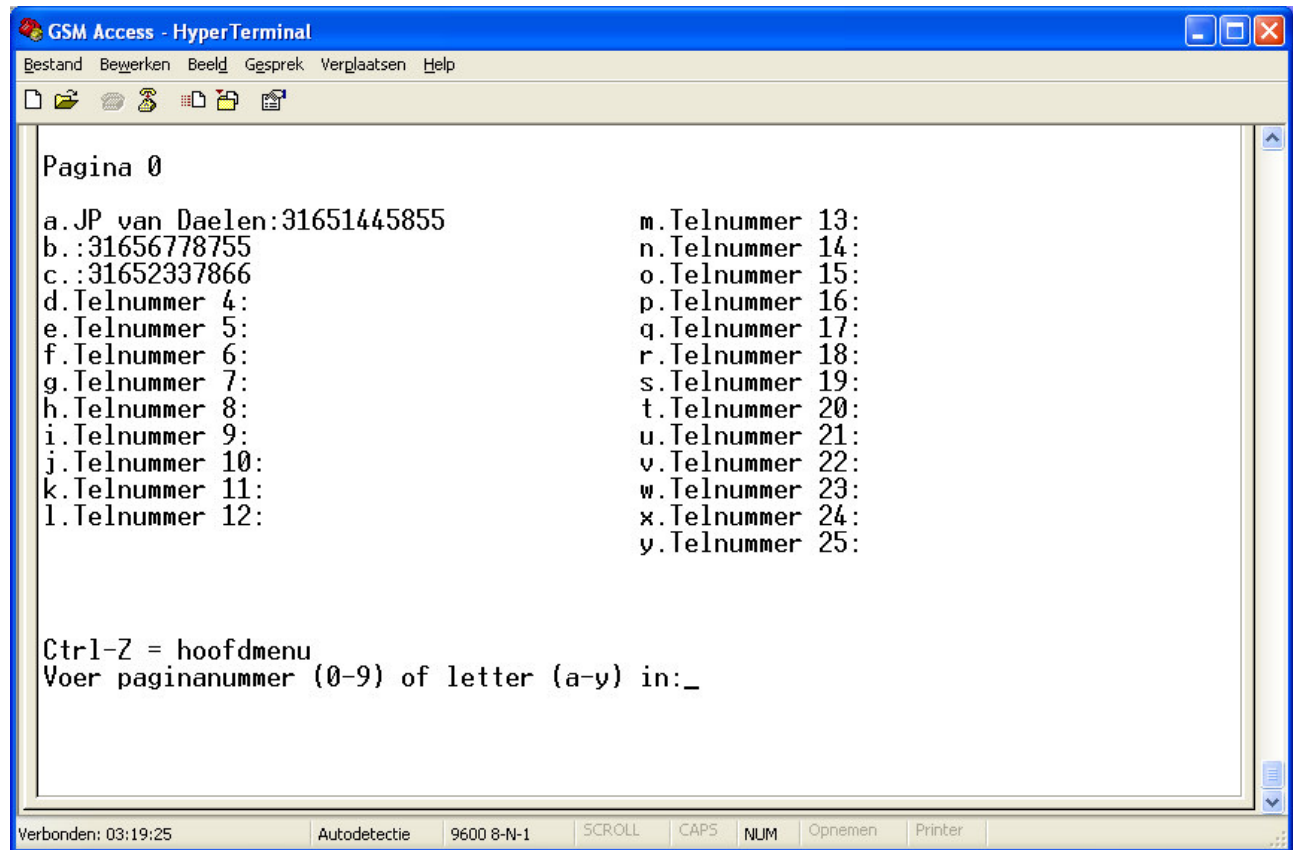 GSM Access - HyperTerminal
Bestand Bewerken Beeld Gesprek Verplaatsen Help
Pagina 0
a.JP van Daelen:31651445855
b.:31656778755
c.:31652337866
d.Telnummer 4:
e.Telnummer 5:
f.Telnummer 6:
g.Telnummer 7:
h.Telnummer 8:
i.Telnummer 9:
j.Telnummer 10:
k.Telnummer 11:
l.Telnummer 12:
m.Telnummer 13:
n.Telnummer 14:
o.Telnummer 15:
p.Telnummer 16:
q.Telnummer 17:
r.Telnummer 18:
s.Telnummer 19:
t.Telnummer 20:
u.Telnummer 21:
v.Telnummer 22:
w.Telnummer 23:
x.Telnummer 24:
y.Telnummer 25:
Ctrl-Z = hoofdmenu
Voer paginanummer (0-9) of letter (a-y) in:_
Verbonden: 03:19:25 Autodetectie 9600 8-N-1 SCROLL CAPS NUM Opnemen Printer